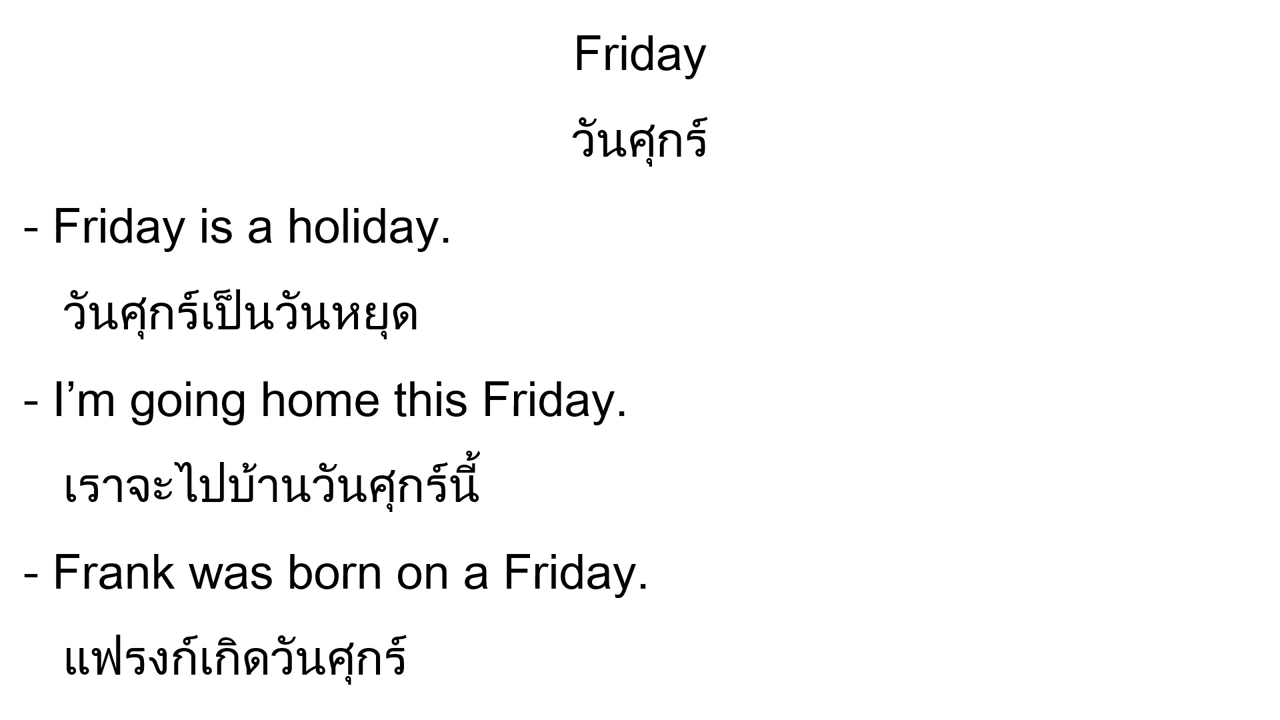 Friday
วันศุกร์
- Friday is a holiday.
วันศุกร์เป็นวันหยุด
- I’m going home this Friday.
เราจะไปบ้านวันศุกร์นี้
- Frank was born on a Friday.
แฟรงก์เกิดวันศุกร์